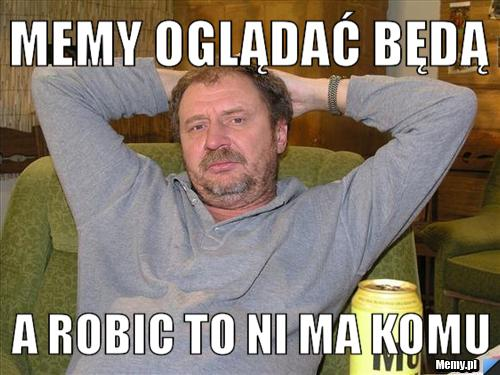 MEMY OGLĄDAĆ BĘDĄ
A ROBIC TO NI MA KOMU
Memy.pl